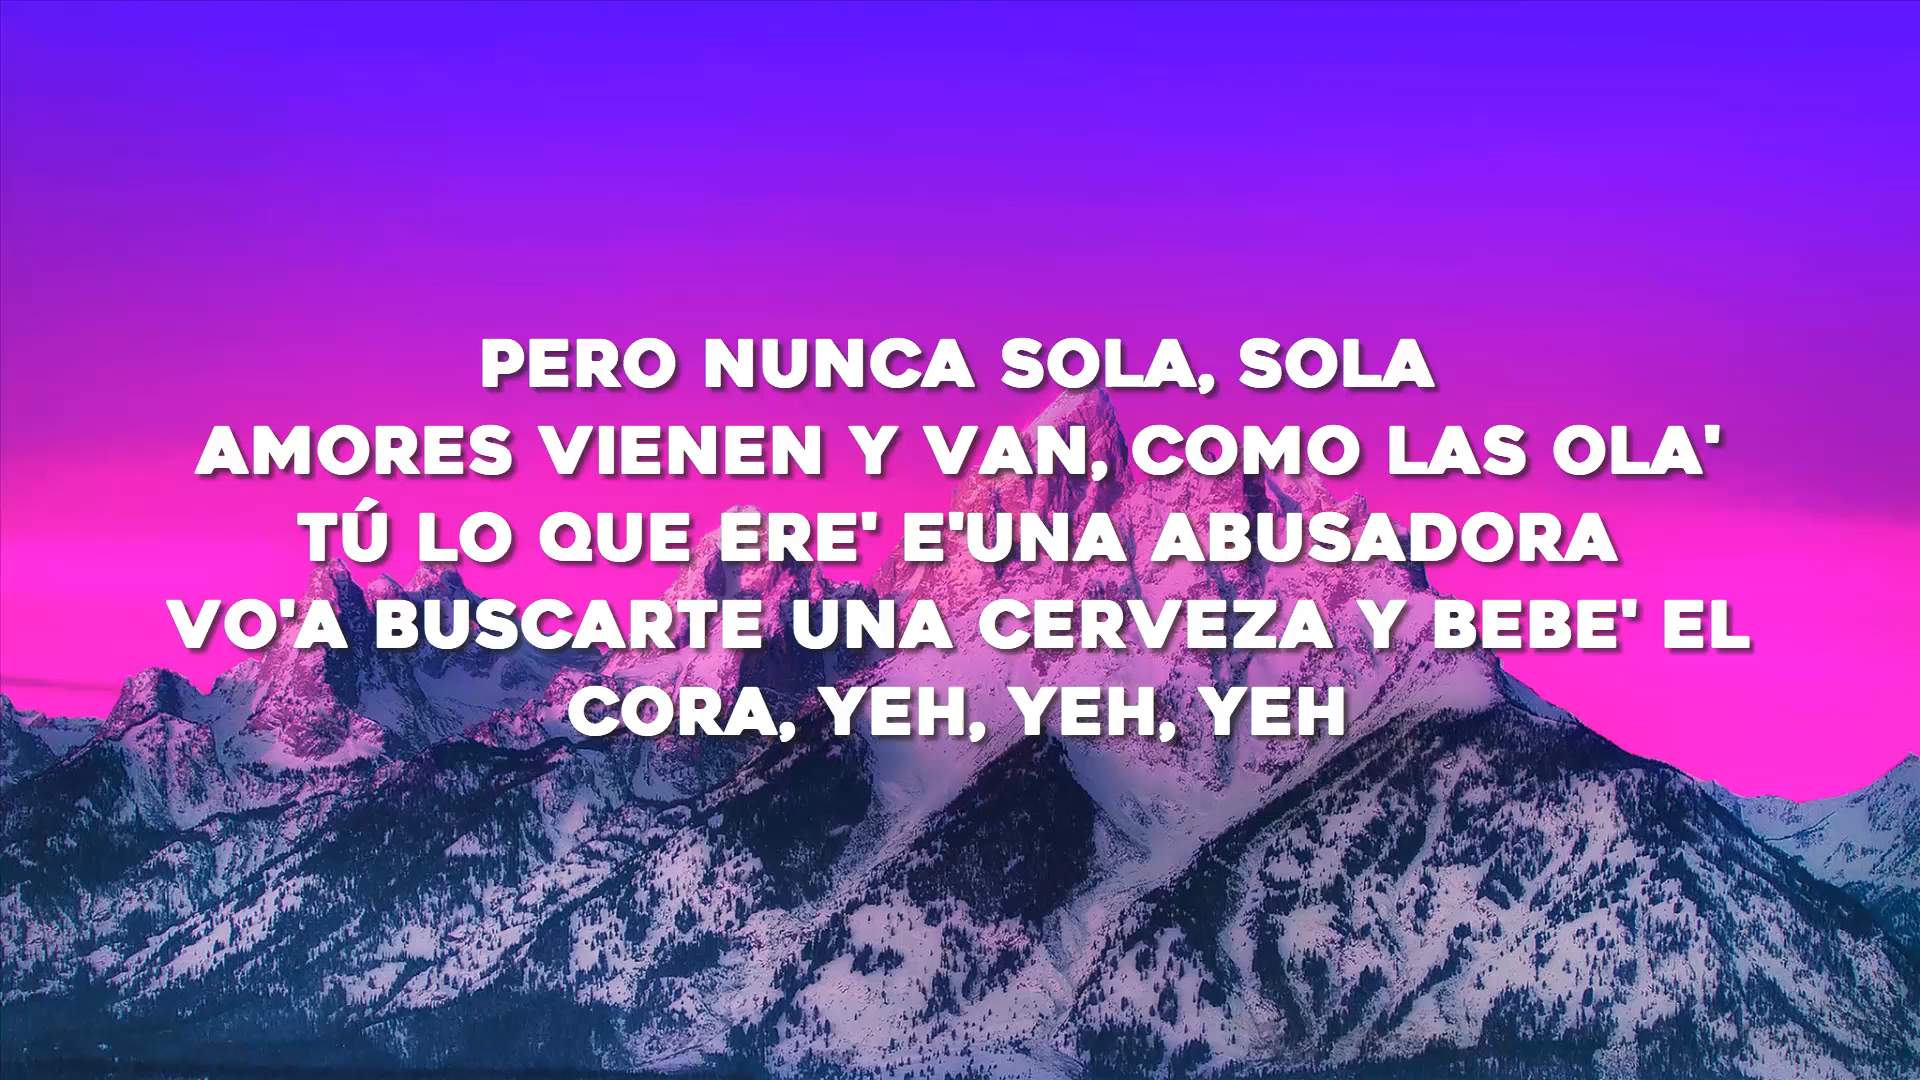 PERO NUNCA SOLA, SOLA
AMORES VIENEN Y VAN, COMO LAS OLA'
TÚ LO QUE ERE' E'UNA ABUSADORA
VO'A BUSCARTE UNA CERVEZA Y BEBE' EL
CORA, YEH, YEH, YEH